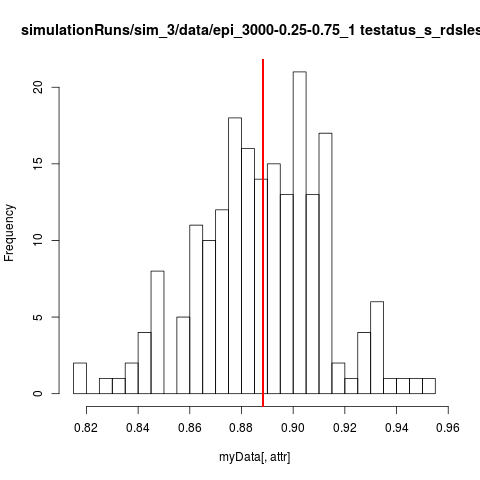 simulationRuns/sim_3/data/epi_3000-0.25-0.75_1 testatus_s_rdsles
Frequency
20
15
10
5
0
0.82 0.84 0.86 0.88 0.90 0.92 0.94 0.96
myData[, attr]